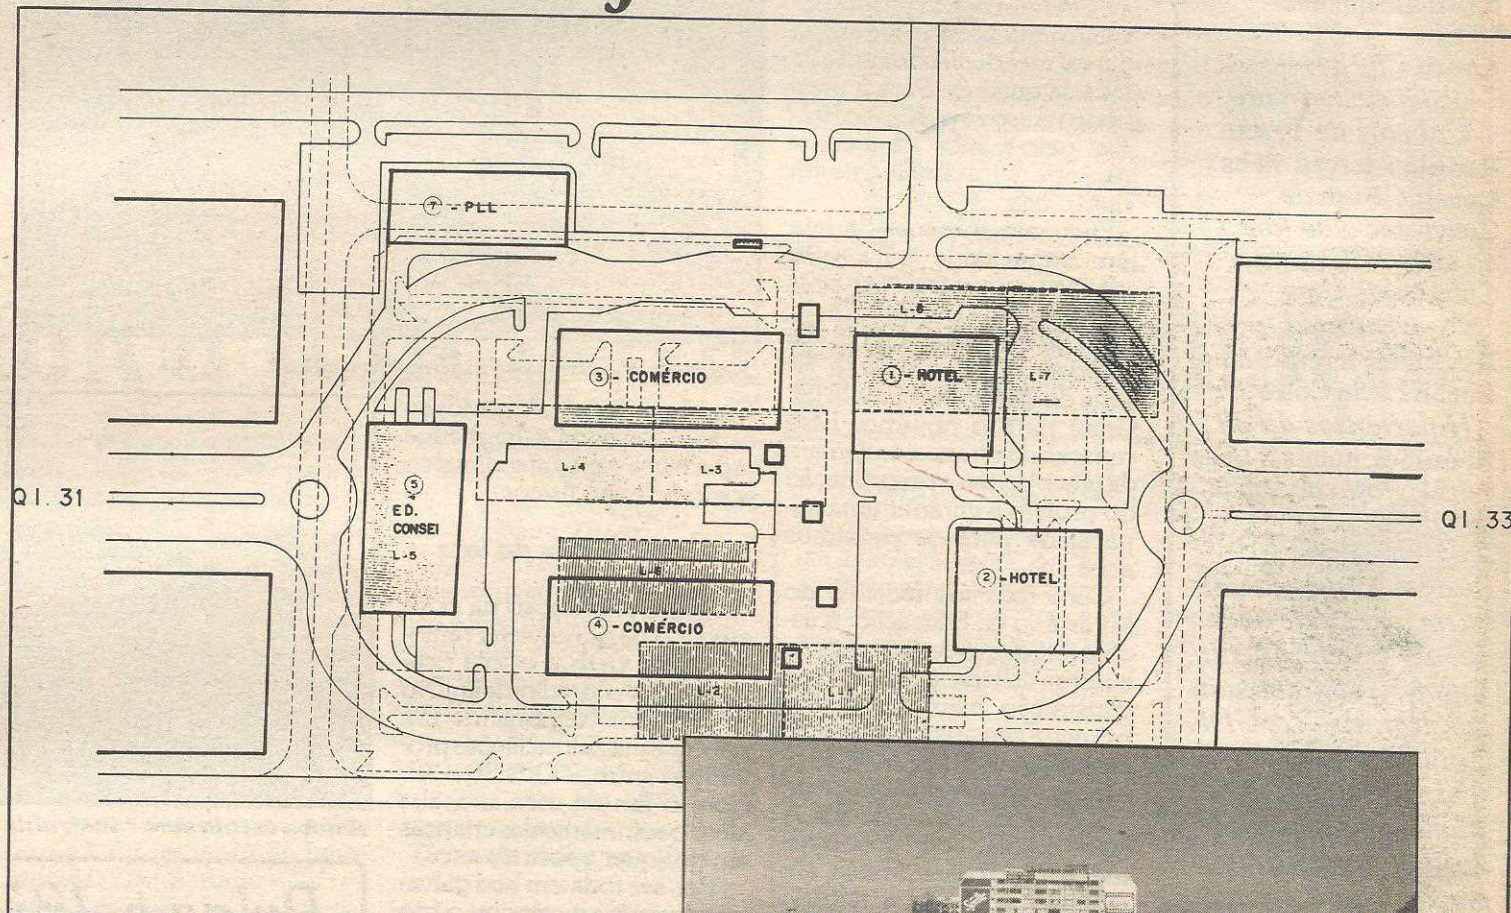 7 - PLL
L-8
3 - COMÉRCIO
1 - HOTEL
L-7
L-4
L-3
QI. 31
5
ED.
CONSEI
L-5
QI. 33
2 - HOTEL
L-6
4 - COMÉRCIO
L-2
L-1